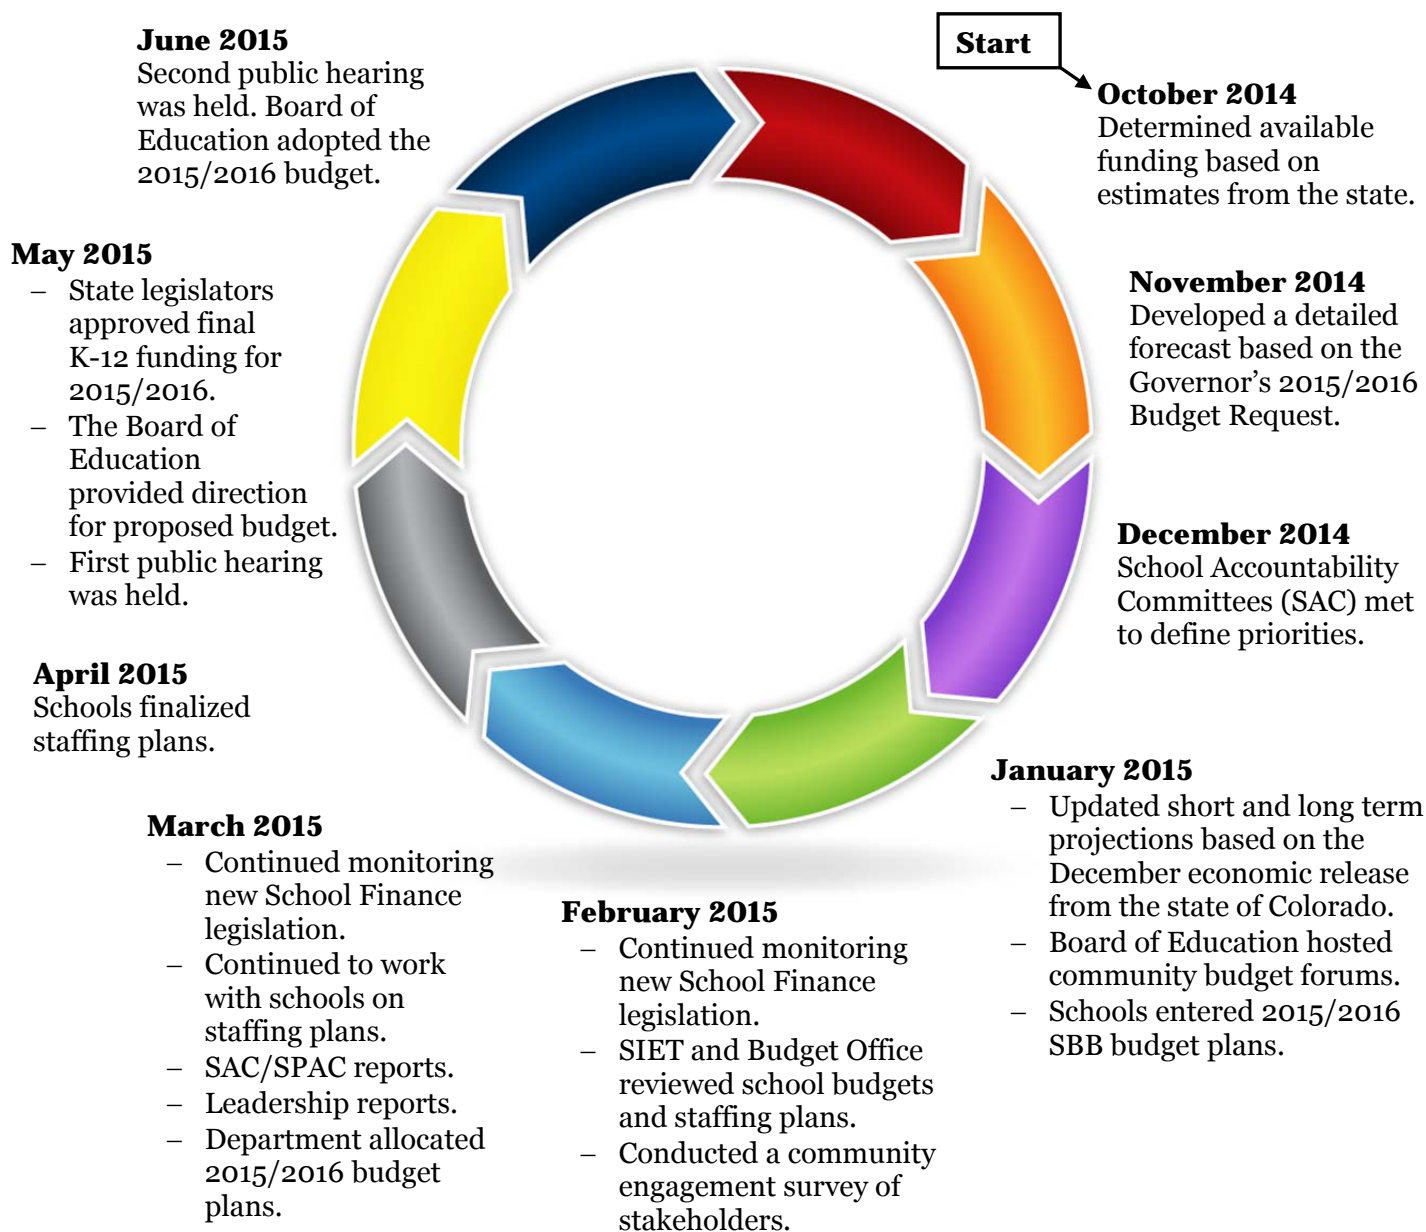 Start
October 2014
Determined available
funding based on
estimates from the state.
November 2014
Developed a detailed
forecast based on the
Governor’s 2015/2016
Budget Request.
December 2014
School Accountability
Committees (SAC) met
to define priorities.
January 2015
– Updated short and long term
projections based on the
December economic release
from the state of Colorado.
– Board of Education hosted
community budget forums.
– Schools entered 2015/2016
SBB budget plans.
February 2015
– Continued monitoring
new School Finance
legislation.
– SIET and Budget Office
reviewed school budgets
and staffing plans.
– Conducted a community
engagement survey of
stakeholders.
March 2015
– Continued monitoring
new School Finance
legislation.
– Continued to work
with schools on
staffing plans.
– SAC/SPAC reports.
– Leadership reports.
– Department allocated
2015/2016 budget
plans.
April 2015
Schools finalized
staffing plans.
May 2015
– State legislators
approved final
K-12 funding for
2015/2016.
– The Board of
Education
provided direction
for proposed budget.
– First public hearing
was held.
June 2015
Second public hearing
was held. Board of
Education adopted the
2015/2016 budget.